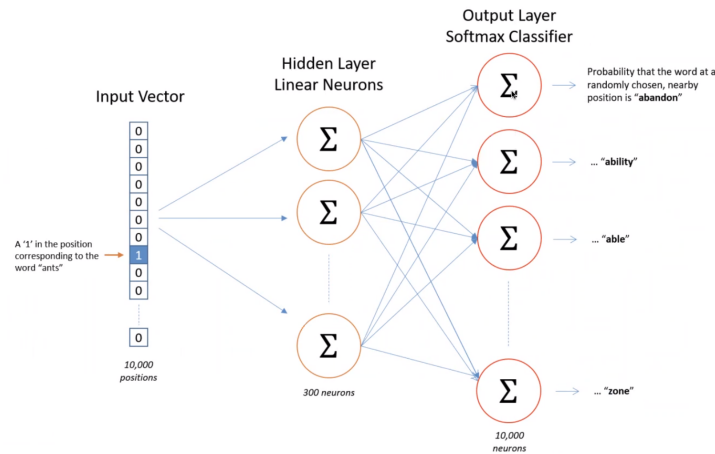 Output Layer
Softmax Classifier
Hidden Layer
Linear Neurons
Input Vector
0
0
0
0
0
0
0
1
0
0
0
A ‘1’ in the position
corresponding to the
word “ants”
10,000
positions
Σ
Σ
Σ
300 neurons
Σ
Σ
Σ
Σ
10,000
neurons
Probability that the word at a
randomly chosen, nearby
position is “abandon”
... “ability”
... “able”
... “zone”